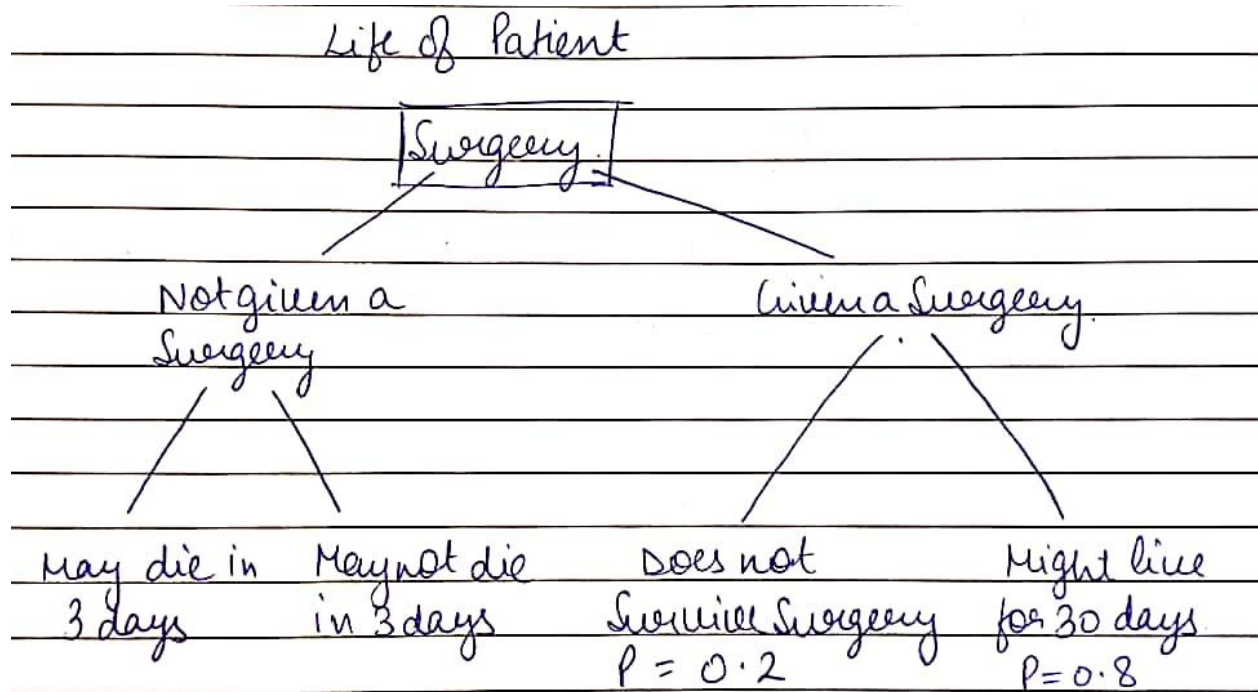 Life of Patient
Surgery.
Not given a
Surgery
Given a Surgery.
May die in
3 days
May not die
in 3 days
Does not
Survive Surgery
P = 0.2
Might live
for 30 days
P = 0.8